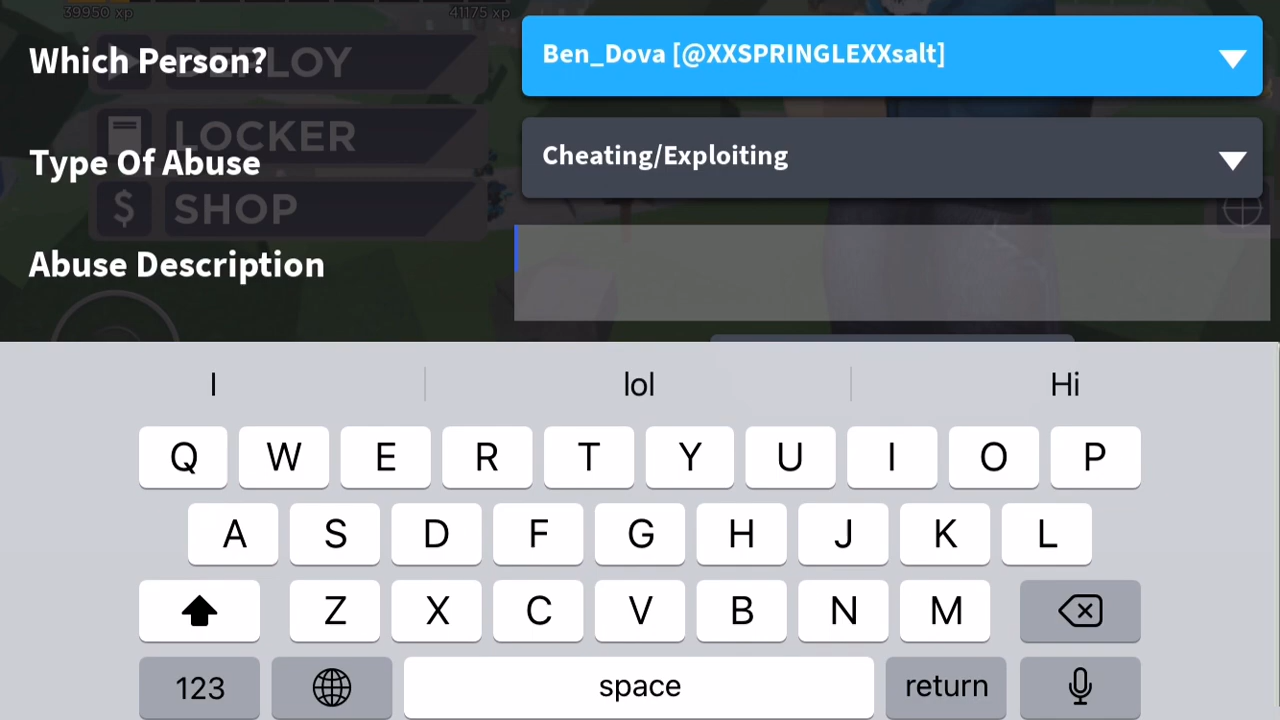 39950 xp 41175 xp
Which Person?
Ben_Dova [@XXSPRINGLEXXsalt]
DEPLOY
LOCKER
Type Of Abuse
Cheating/Exploiting
$ SHOP
Abuse Description
I lol Hi
Q W E R T Y U I O P
A S D F G H J K L
Z X C V B N M
123 space return